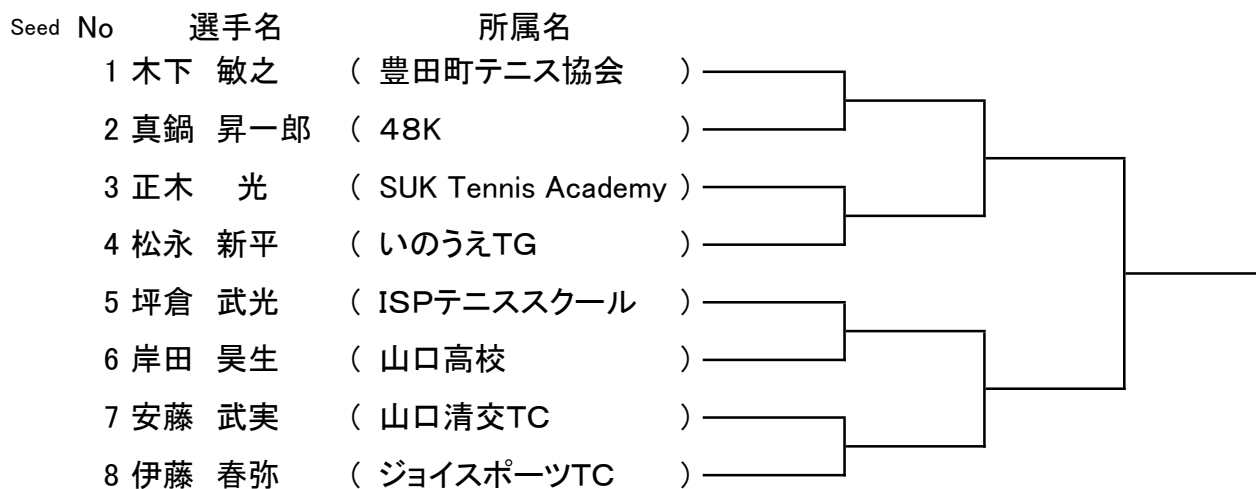 Seed No 選手名 所属名
1 木下 敏之 ( 豊田町テニス協会 )
2 真鍋 昇一郎 ( 48K )
3 正木 光 ( SUK Tennis Academy )
4 松永 新平 ( いのうえTG )
5 坪倉 武光 ( ISPテニススクール )
6 岸田 昊生 ( 山口高校 )
7 安藤 武実 ( 山口清交TC )
8 伊藤 春弥 ( ジョイスポーツTC )